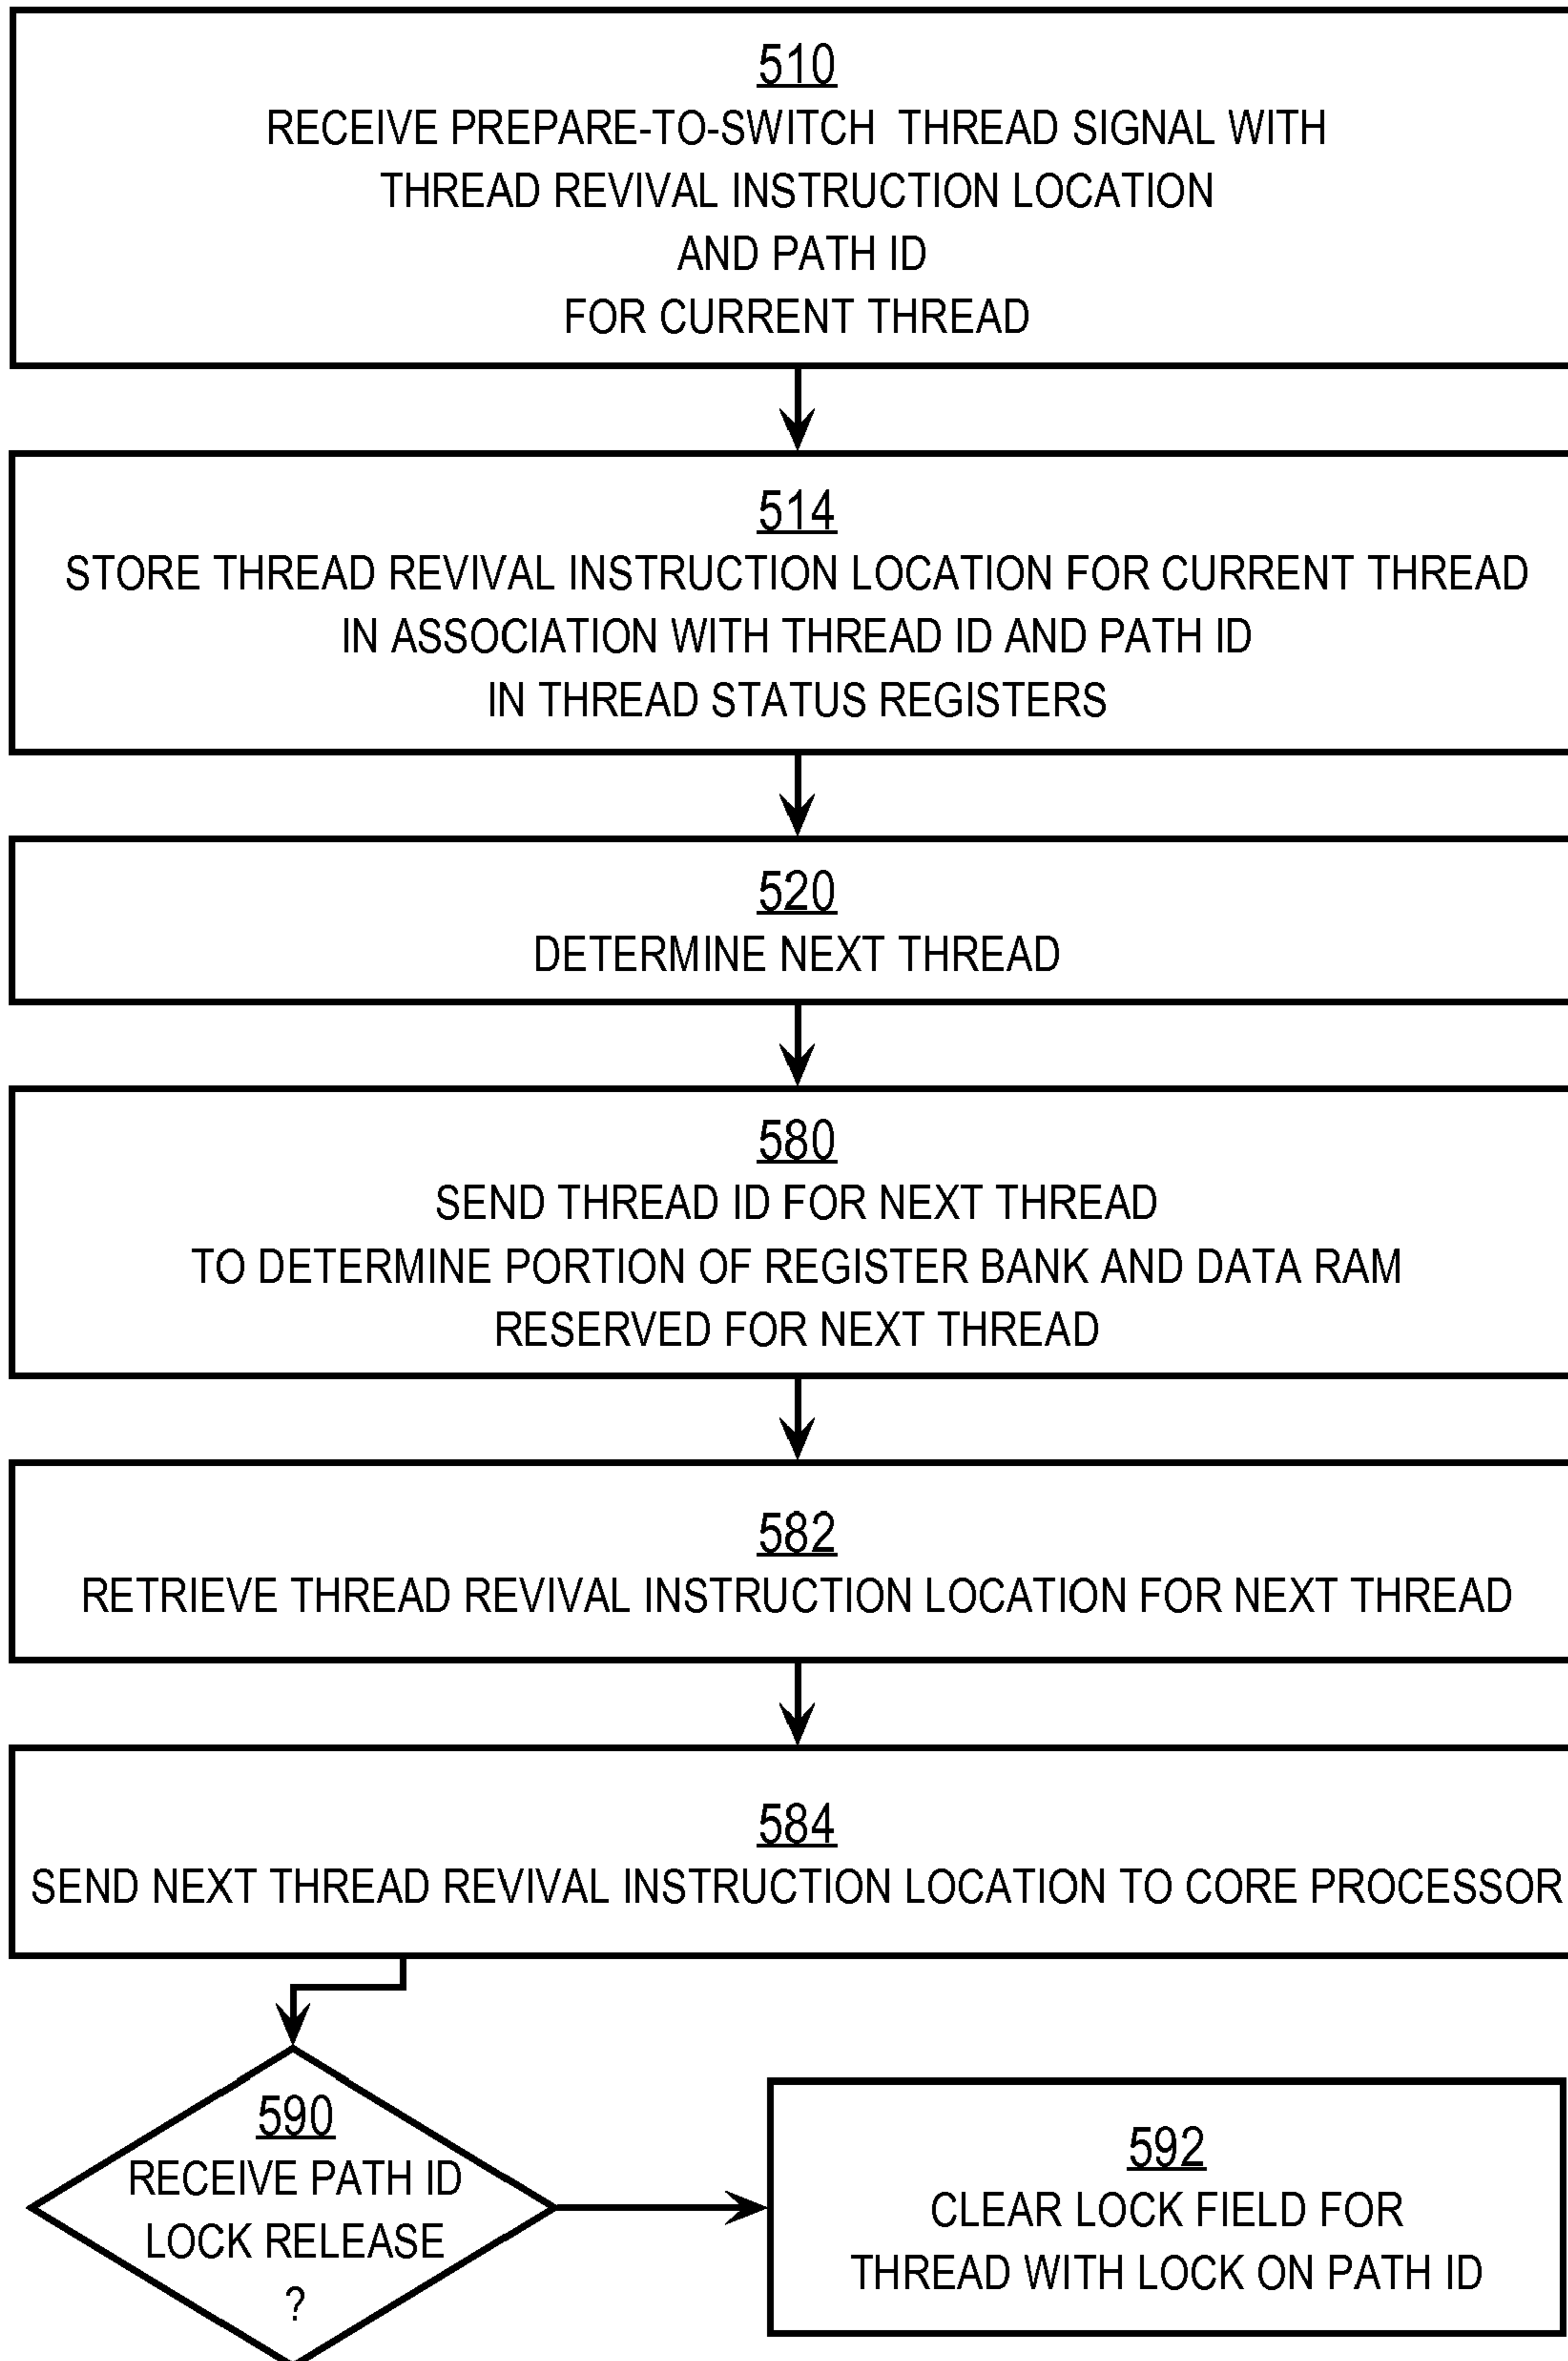 510
RECEIVE PREPARE-TO-SWITCH THREAD SIGNAL WITH
THREAD REVIVAL INSTRUCTION LOCATION
AND PATH ID
FOR CURRENT THREAD
514
STORE THREAD REVIVAL INSTRUCTION LOCATION FOR CURRENT THREAD
IN ASSOCIATION WITH THREAD ID AND PATH ID
IN THREAD STATUS REGISTERS
520
DETERMINE NEXT THREAD
580
SEND THREAD ID FOR NEXT THREAD
TO DETERMINE PORTION OF REGISTER BANK AND DATA RAM
RESERVED FOR NEXT THREAD
582
RETRIEVE THREAD REVIVAL INSTRUCTION LOCATION FOR NEXT THREAD
584
SEND NEXT THREAD REVIVAL INSTRUCTION LOCATION TO CORE PROCESSOR
590
RECEIVE PATH ID
LOCK RELEASE
?
592
CLEAR LOCK FIELD FOR
THREAD WITH LOCK ON PATH ID